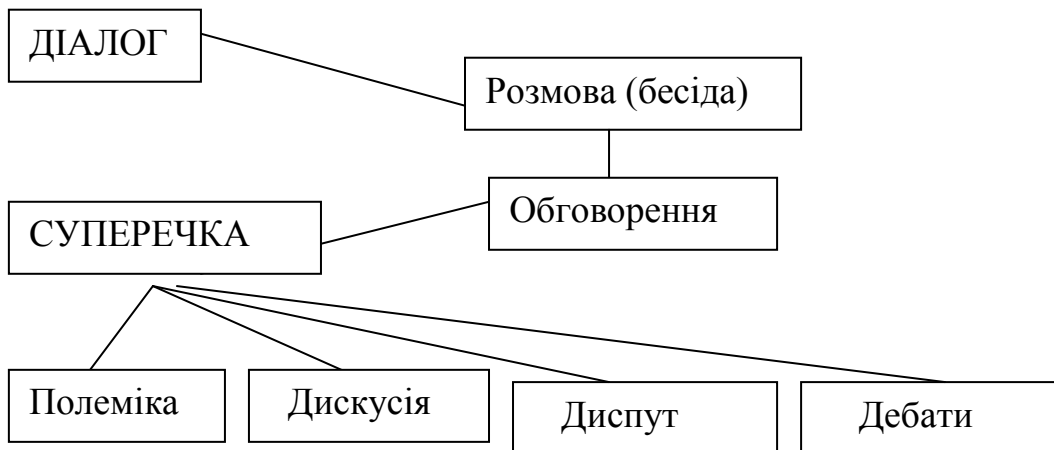 ДІАЛОГ
Розмова (бесіда)
Обговорення
СУПЕРЕЧКА
Полеміка
Дискусія
Диспут
Дебати